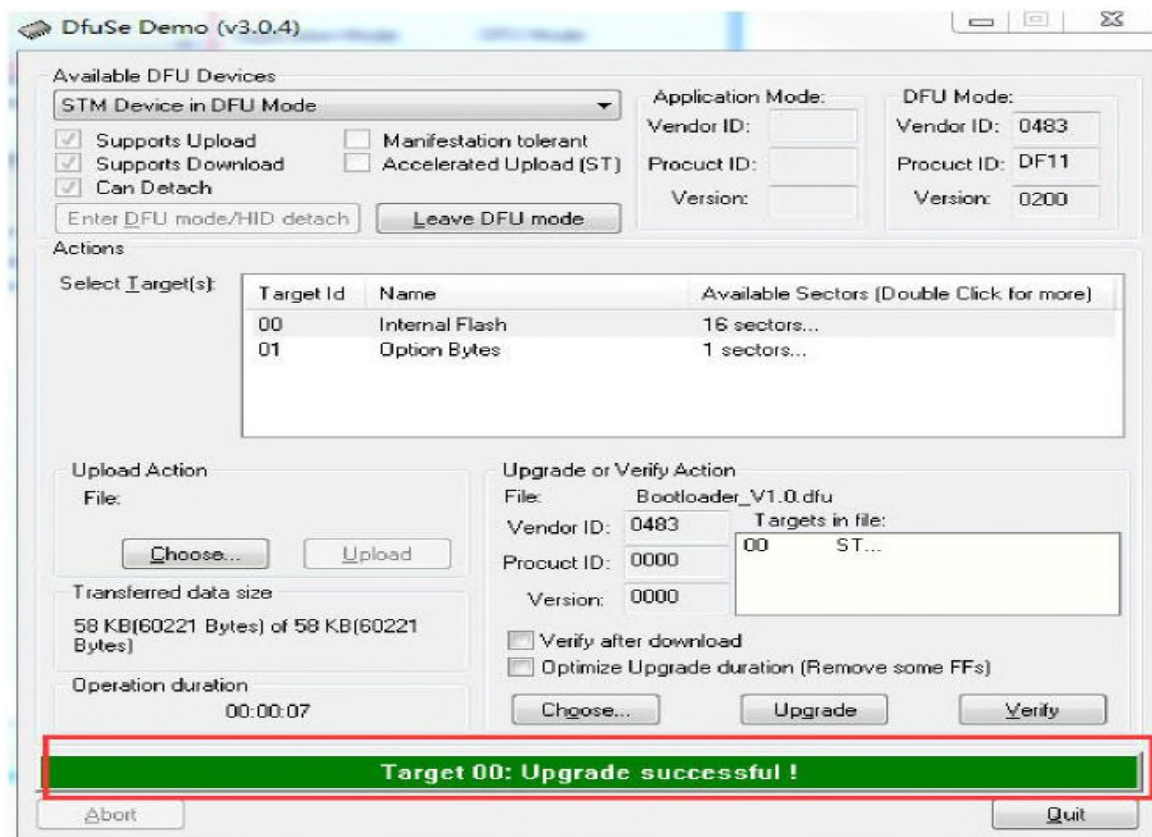 DfuSe Demo (v3.0.4)
Available DFU Devices
STM Device in DFU Mode
Supports Upload
Manifestation tolerant
Supports Download
Accelerated Upload (ST)
Can Detach
Enter DFU mode/HID detach
Leave DFU mode
Application Mode:
Vendor ID:
Procuct ID:
Version:
DFU Mode:
Vendor ID: 0483
Procuct ID: DF11
Version: 0200
Actions
Select Target(s):
Target Id Name Available Sectors (Double Click for more)
00 Internal Flash 16 sectors...
01 Option Bytes 1 sectors...
Upload Action
File:
Choose...
Upload
Transferred data size
58 KB(60221 Bytes) of 58 KB(60221
Bytes)
Operation duration
00:00:07
Upgrade or Verify Action
File: Bootloader_V1.0.dfu
Vendor ID: 0483
Procuct ID: 0000
Version: 0000
Targets in file:
00 ST...
Verify after download
Optimize Upgrade duration (Remove some FFs)
Choose...
Upgrade
Verify
Target 00: Upgrade successful !
Abort
Quit